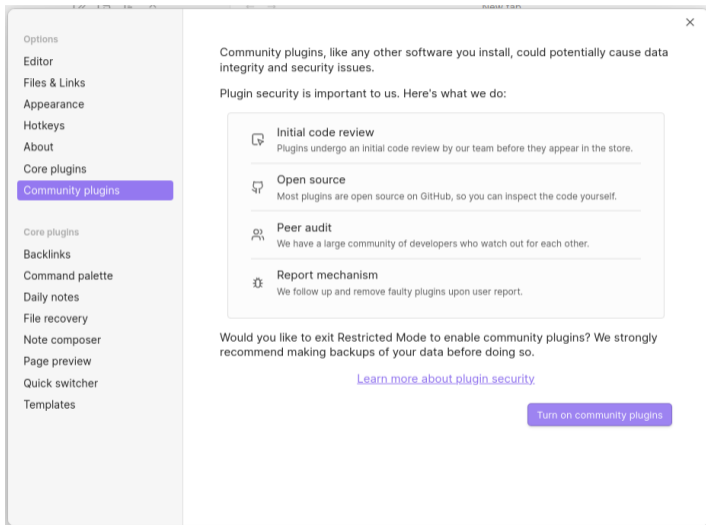 Options
Editor
Files & Links
Appearance
Hotkeys
About
Core plugins
Community plugins
Core plugins
Backlinks
Command palette
Daily notes
File recovery
Note composer
Page preview
Quick switcher
Templates
Community plugins, like any other software you install, could potentially cause data
integrity and security issues.
Plugin security is important to us. Here's what we do:
Initial code review
Plugins undergo an initial code review by our team before they appear in the store.
Open source
Most plugins are open source on GitHub, so you can inspect the code yourself.
Peer audit
We have a large community of developers who watch out for each other.
Report mechanism
We follow up and remove faulty plugins upon user report.
Would you like to exit Restricted Mode to enable community plugins? We strongly
recommend making backups of your data before doing so.
Learn more about plugin security
Turn on community plugins